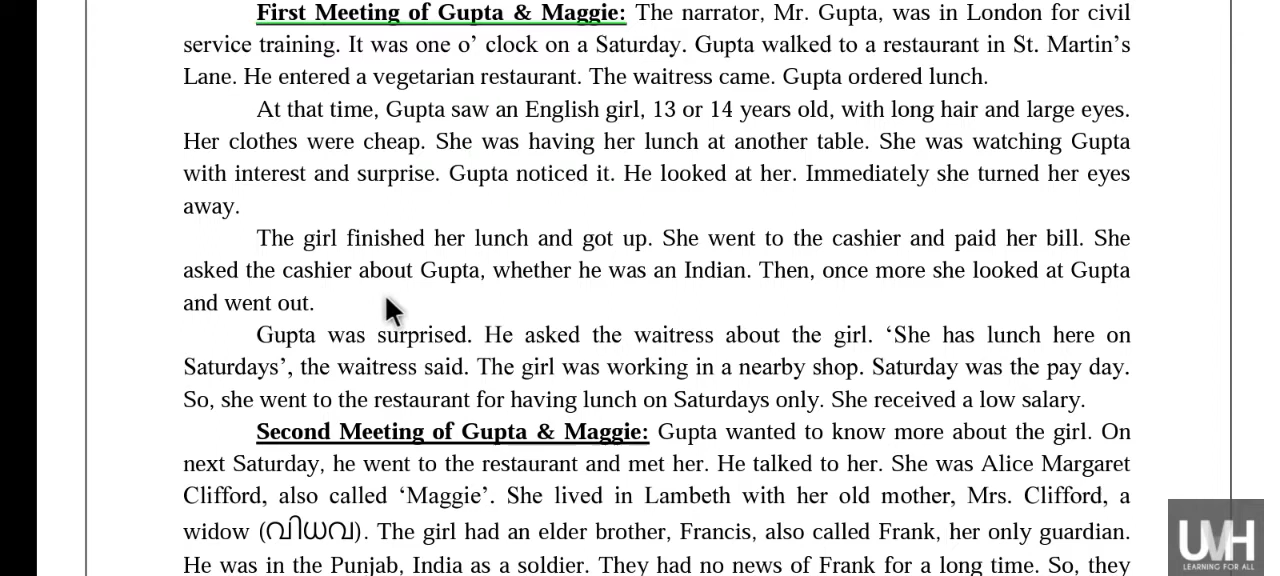 First Meeting of Gupta & Maggie: The narrator, Mr. Gupta, was in London for civil
service training. It was one o’ clock on a Saturday. Gupta walked to a restaurant in St. Martin’s
Lane. He entered a vegetarian restaurant. The waitress came. Gupta ordered lunch.
At that time, Gupta saw an English girl, 13 or 14 years old, with long hair and large eyes.
Her clothes were cheap. She was having her lunch at another table. She was watching Gupta
with interest and surprise. Gupta noticed it. He looked at her. Immediately she turned her eyes
away.
The girl finished her lunch and got up. She went to the cashier and paid her bill. She
asked the cashier about Gupta, whether he was an Indian. Then, once more she looked at Gupta
and went out.
Gupta was surprised. He asked the waitress about the girl. ‘She has lunch here on
Saturdays’, the waitress said. The girl was working in a nearby shop. Saturday was the pay day.
So, she went to the restaurant for having lunch on Saturdays only. She received a low salary.
Second Meeting of Gupta & Maggie: Gupta wanted to know more about the girl. On
next Saturday, he went to the restaurant and met her. He talked to her. She was Alice Margaret
Clifford, also called ‘Maggie’. She lived in Lambeth with her old mother, Mrs. Clifford, a
widow (വിധവ). The girl had an elder brother, Francis, also called Frank, her only guardian.
He was in the Punjab, India as a soldier. They had no news of Frank for a long time. So, they
UVH
LEARNING FOR ALL